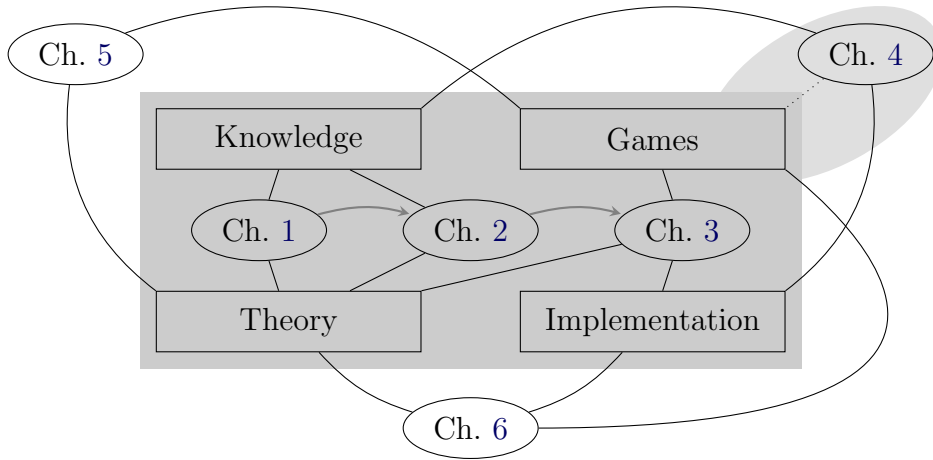 Ch. 5
Ch. 4
Knowledge
Games
Ch. 1
Ch. 2
Ch. 3
Theory
Implementation
Ch. 6